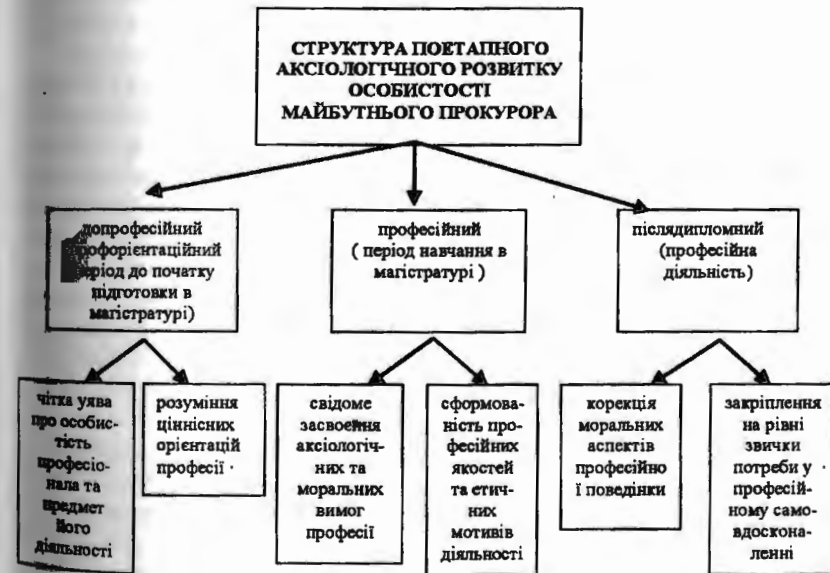 СТРУКТУРА ПОЕТАПНОГО
АКСІОЛОГІЧНОГО РОЗВИТКУ
ОСОБИСТОСТІ
МАЙБУТНЬОГО ПРОКУРОРА
допрофесійний
період до початку
підготовки в
магістратурі)
професійний
( період навчання в
магістратурі )
післядипломний
(професійна
діяльність)
чітка уява
про особис-
тість
професіо-
нала та
предмет
його
діяльності
розуміння
ціннісних
орієнтацій
професії
свідоме
засвоєння
аксіологіч-
них та
моральних
вимог
професії
сформова-
ність про-
фесійних
якостей
та етич-
них
мотивів
діяльності
корекція
моральних
аспектів
професійно
ї поведінки
закріплення
на рівні
звички
потреби у
професій-
ному само-
вдоскона-
ленні